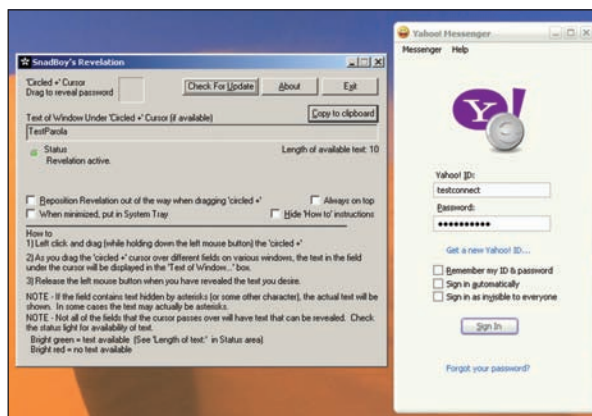 SnadBoy's Revelation
'Circled +' Cursor
Drag to reveal password
Check For Update
About
Exit
Text of Window Under 'Circled +' Cursor (if available)
Copy to clipboard
TestParola
Status
Length of available text: 10
Revelation active.
Reposition Revelation out of the way when dragging 'circled +'
Always on top
When minimized, put in System Tray
Hide 'How to' instructions
How to
1) Left click and drag (while holding down the left mouse button) the 'circled +'
2) As you drag the 'circled +' cursor over different fields on various windows, the text in the field
under the cursor will be displayed in the 'Text of Window...' box.
3) Release the left mouse button when you have revealed the text you desire.
NOTE - If the field contains text hidden by asterisks (or some other character), the actual text will be
shown. In some cases the text may actually be asterisks.
NOTE - Not all of the fields that the cursor passes over will have text that can be revealed. Check
the status light for availability of text.
Bright green = text available (See 'Length of text:' in Status area)
Bright red = no text available
Yahoo! Messenger
Messenger Help
Y!
Yahoo! ID:
testconnect
Password:
••••••••••
Get a new Yahoo! ID...
Remember my ID & password
Sign in automatically
Sign in as invisible to everyone
Sign In
Forgot your password?